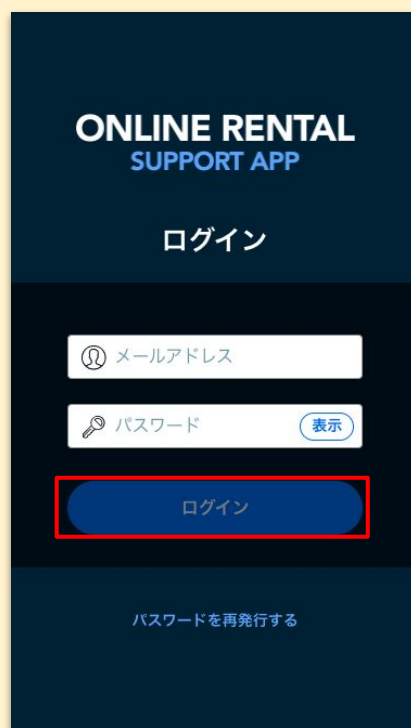 ONLINE RENTAL
SUPPORT APP
ログイン
メールアドレス
パスワード 表示
ログイン
パスワードを再発行する